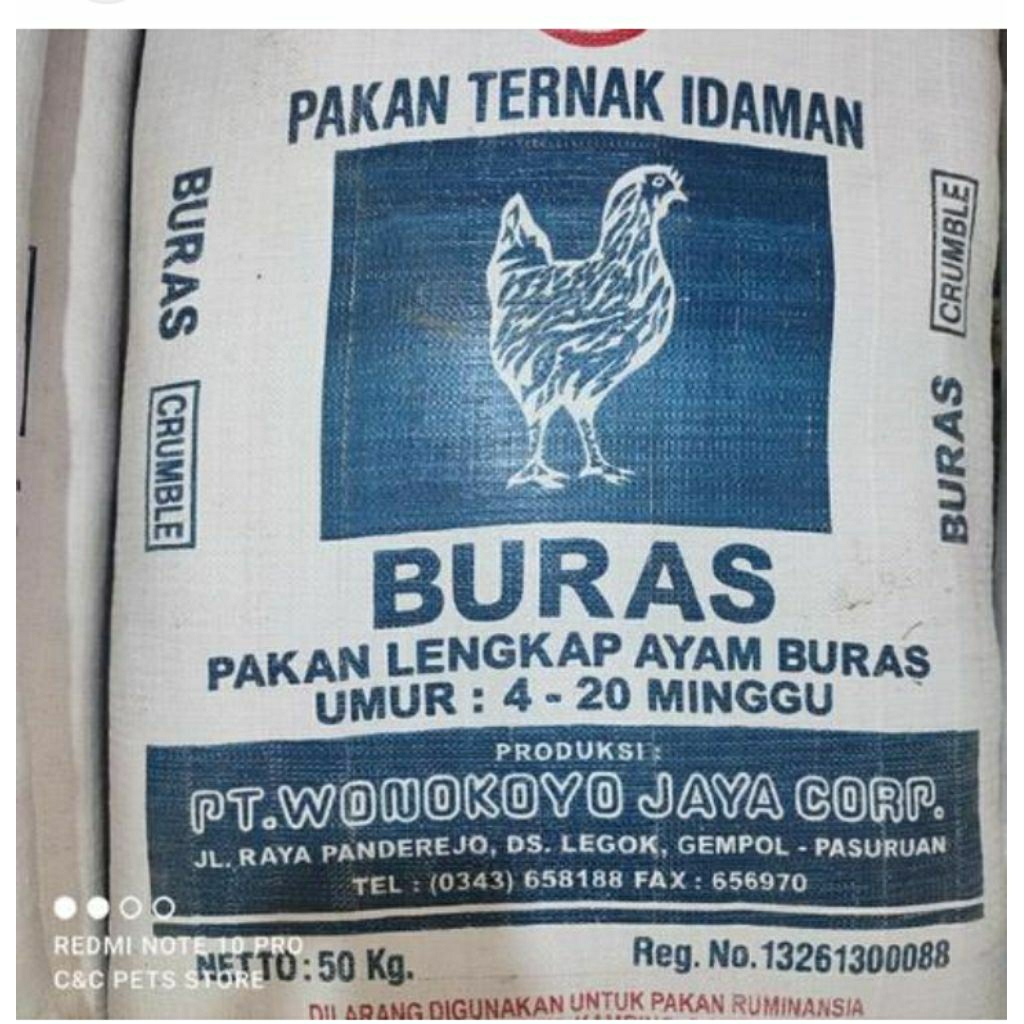 PAKAN TERNAK IDAMAN
BURAS
CRUMBLE
CRUMBLE
BURAS
BURAS
PAKAN LENGKAP AYAM BURAS
UMUR : 4 - 20 MINGGU
PRODUKSI :
PT. WONOKOYO JAYA CORP.
JL. RAYA PANDEREJO, DS. LEGOK, GEMPOL - PASURUAN
TEL : (0343) 658188 FAX : 656970
NETTO : 50 Kg.
Reg. No. 13261300088
DILARANG DIGUNAKAN UNTUK PAKAN RUMINANSIA
REDMI NOTE 10 PRO
C&C PETS STORE